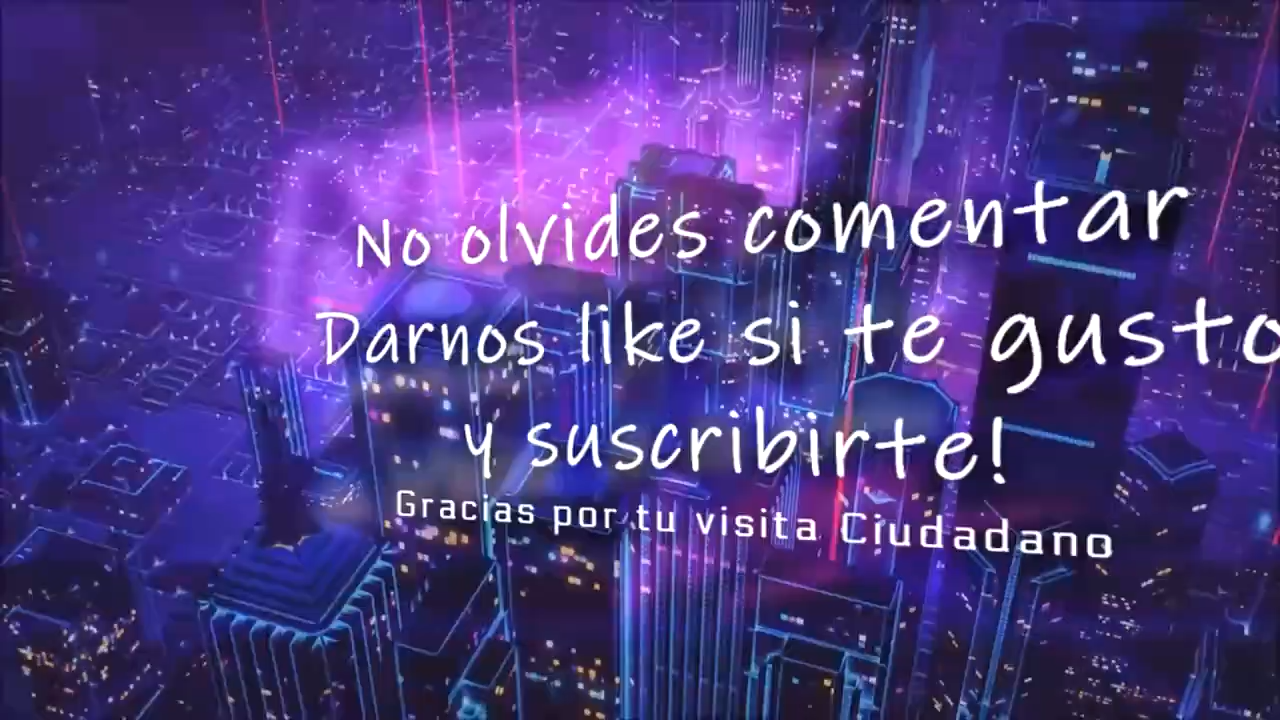 No olvides comentar
Darnos like si te gusto
y suscribirte!
Gracias por tu visita Ciudadano